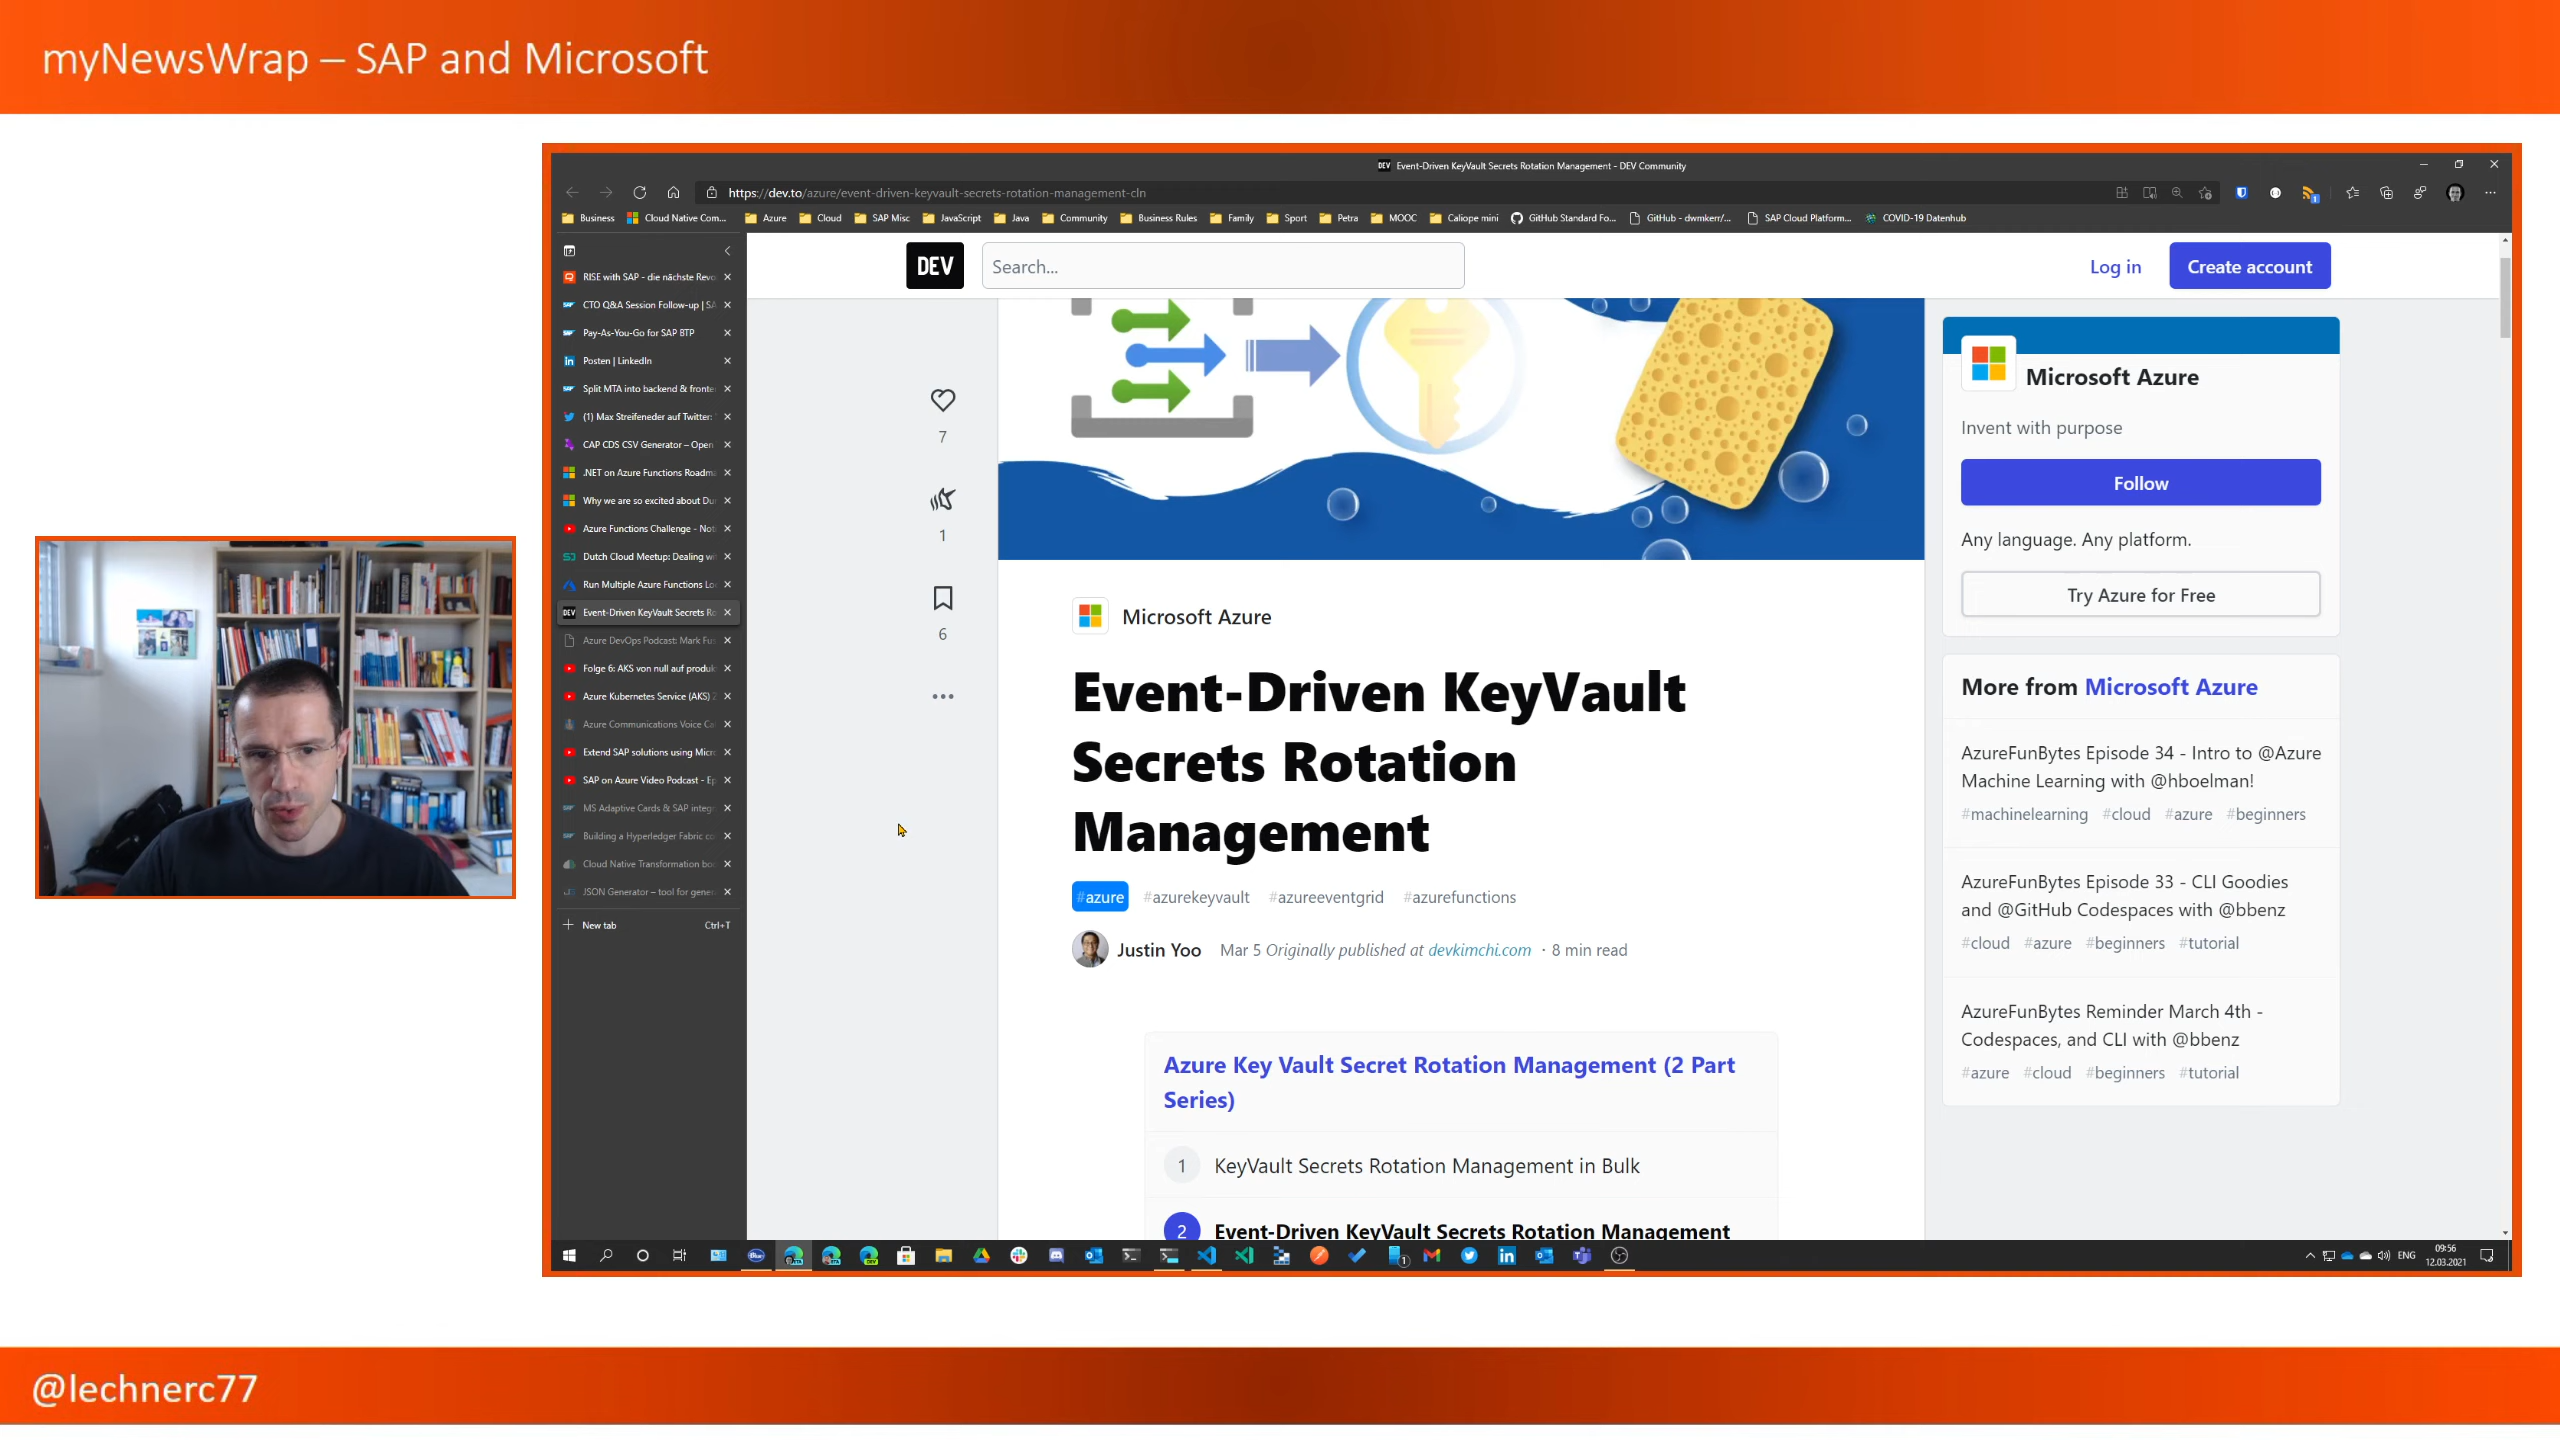 myNewsWrap – SAP and Microsoft
Event-Driven KeyVault Secrets Rotation Management - DEV Community
https://dev.to/azure/event-driven-keyvault-secrets-rotation-management-cln
Business
Cloud Native Com...
Azure
Cloud
SAP Misc
JavaScript
Java
Community
Business Rules
Family
Sport
Petra
MOOC
Caliope mini
GitHub Standard Fo...
GitHub - dwmkerr/...
SAP Cloud Platform...
COVID-19 Datenhub
RISE with SAP - die nächste Revo
CTO Q&A Session Follow-up | SA
Pay-As-You-Go for SAP BTP
Posten | LinkedIn
Split MTA into backend & fronte
(1) Max Streifeneder auf Twitter:
CAP CDS CSV Generator – Open
.NET on Azure Functions Roadma
Why we are so excited about Du
Azure Functions Challenge - Not
Dutch Cloud Meetup: Dealing wi
Run Multiple Azure Functions Lo
Event-Driven KeyVault Secrets Ro
Azure DevOps Podcast: Mark Fu
Folge 6: AKS von null auf produk
Azure Kubernetes Service (AKS) 2
Azure Communications Voice Ca
Extend SAP solutions using Micro
SAP on Azure Video Podcast - Ep
MS Adaptive Cards & SAP integ
Building a Hyperledger Fabric co
Cloud Native Transformation bo
JSON Generator – tool for gener
New tab
Ctrl+T
DEV
Search...
Log in
Create account
7
1
6
Microsoft Azure
Event-Driven KeyVault
Secrets Rotation
Management
#azure #azurekeyvault #azureeventgrid #azurefunctions
Justin Yoo Mar 5 Originally published at devkimchi.com · 8 min read
Azure Key Vault Secret Rotation Management (2 Part
Series)
1 KeyVault Secrets Rotation Management in Bulk
2 Event-Driven KeyVault Secrets Rotation Management
Microsoft Azure
Invent with purpose
Follow
Any language. Any platform.
Try Azure for Free
More from Microsoft Azure
AzureFunBytes Episode 34 - Intro to @Azure
Machine Learning with @hboelman!
#machinelearning #cloud #azure #beginners
AzureFunBytes Episode 33 - CLI Goodies
and @GitHub Codespaces with @bbenz
#cloud #azure #beginners #tutorial
AzureFunBytes Reminder March 4th -
Codespaces, and CLI with @bbenz
#azure #cloud #beginners #tutorial
ENG
09:56
12.03.2021
@lechnerc77